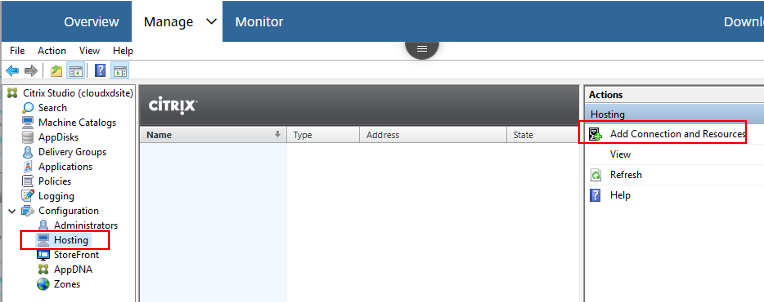 Overview Manage Monitor Downl
File Action View Help
Citrix Studio (cloudxdsite)
Search
Machine Catalogs
AppDisks
Delivery Groups
Applications
Policies
Logging
Configuration
Administrators
Hosting
StoreFront
AppDNA
Zones
CITRIX
Name Type Address State
Actions
Hosting
Add Connection and Resources
View
Refresh
Help